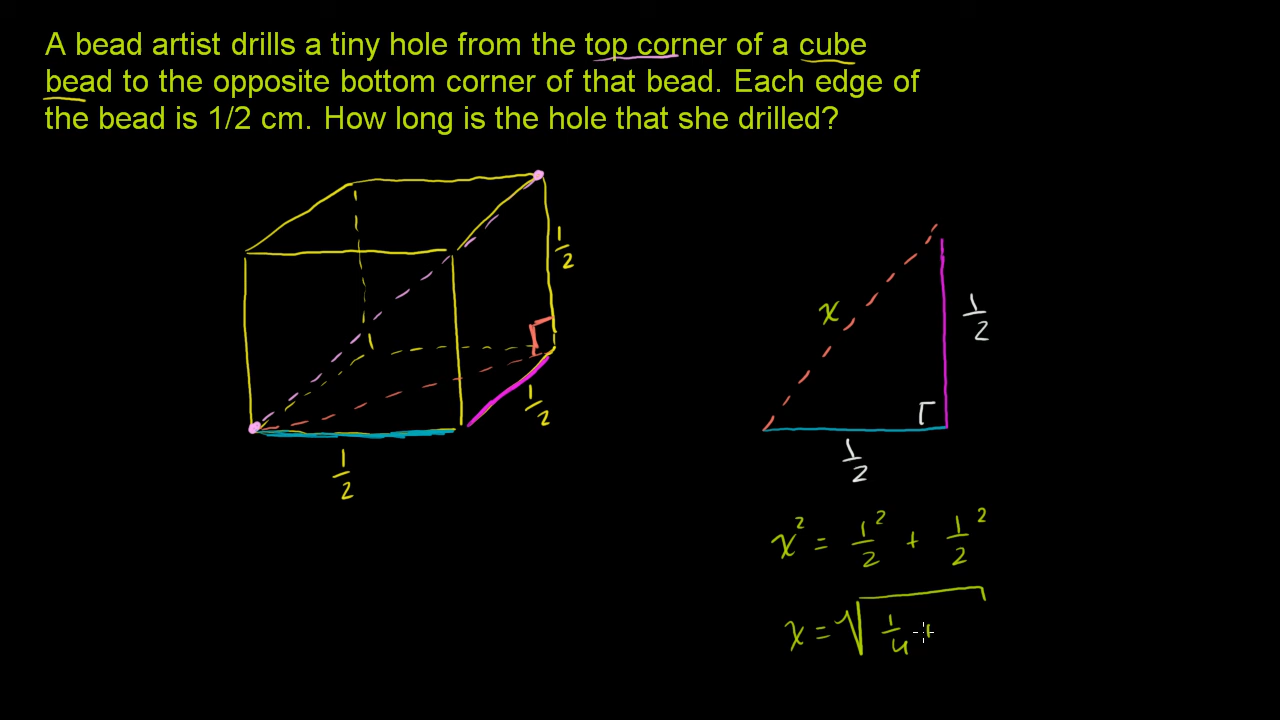 A bead artist drills a tiny hole from the top corner of a cube
bead to the opposite bottom corner of that bead. Each edge of
the bead is 1/2 cm. How long is the hole that she drilled?
1/2
1/2
1/2
x
1/2
1/2
x² = 1/2² + 1/2²
x = √1/4 +